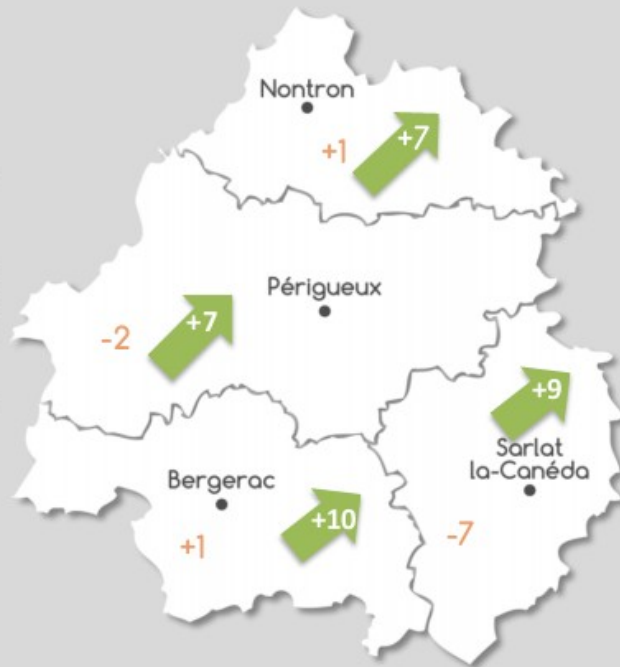 Nontron
+1
+7
Périgueux
-2
+7
+9
Sarlat
la-Canéda
Bergerac
+10
+1
-7